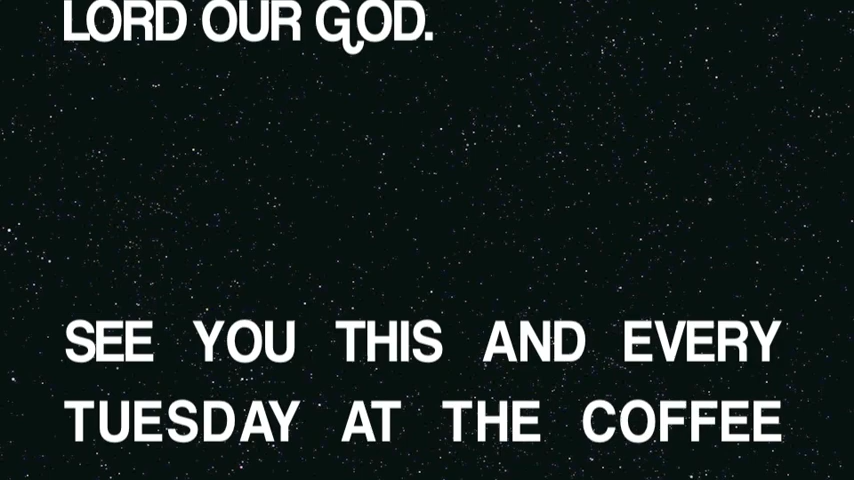 LORD OUR GOD.
SEE YOU THIS AND EVERY
TUESDAY AT THE COFFEE